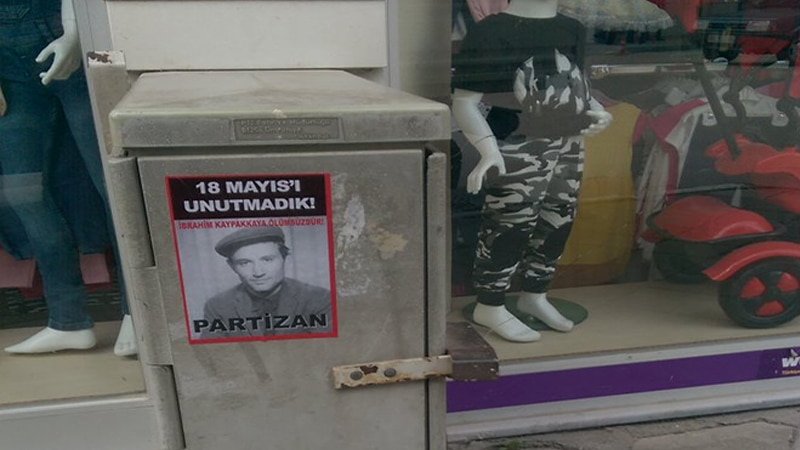 18 MAYIS'I
UNUTMADIK!
İBRAHİM KAYPAKKAYA ÖLÜMSÜZDÜR!
PARTİZAN